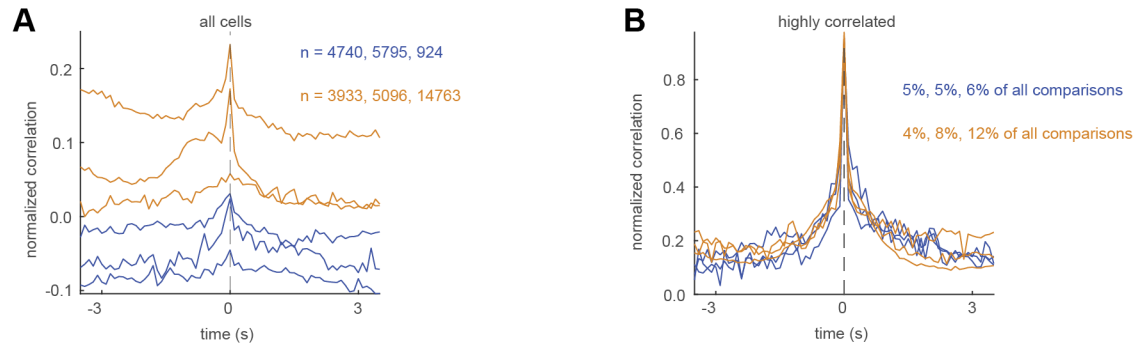 A
all cells
n = 4740, 5795, 924
n = 3933, 5096, 14763
0.2
0.1
0.0
-0.1
normalized correlation
-3
0
3
time (s)
B
highly correlated
5%, 5%, 6% of all comparisons
4%, 8%, 12% of all comparisons
0.8
0.6
0.4
0.2
0.0
normalized correlation
-3
0
3
time (s)